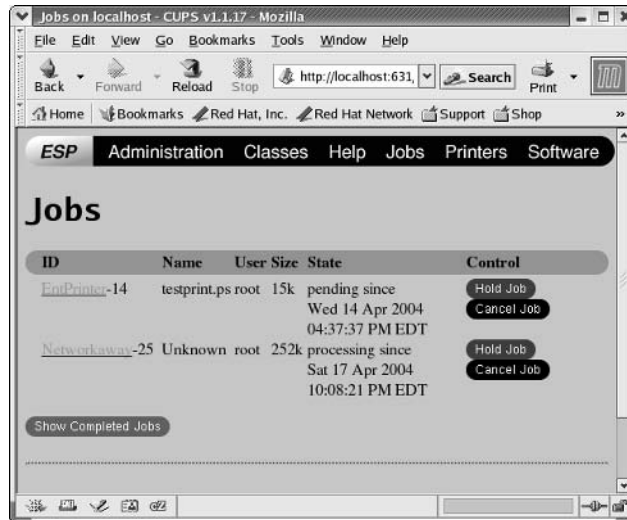 Jobs on localhost - CUPS v1.1.17 - Mozilla
File Edit View Go Bookmarks Tools Window Help
Back Forward Reload Stop http://localhost:631, Search Print
Home Bookmarks Red Hat, Inc. Red Hat Network Support Shop »
ESP Administration Classes Help Jobs Printers Software
Jobs
ID Name User Size State Control
EntPrinter-14 testprint.ps root 15k pending since Hold Job
Wed 14 Apr 2004 Cancel Job
04:37:37 PM EDT
Networkaway-25 Unknown root 252k processing since Hold Job
Sat 17 Apr 2004 Cancel Job
10:08:21 PM EDT
Show Completed Jobs